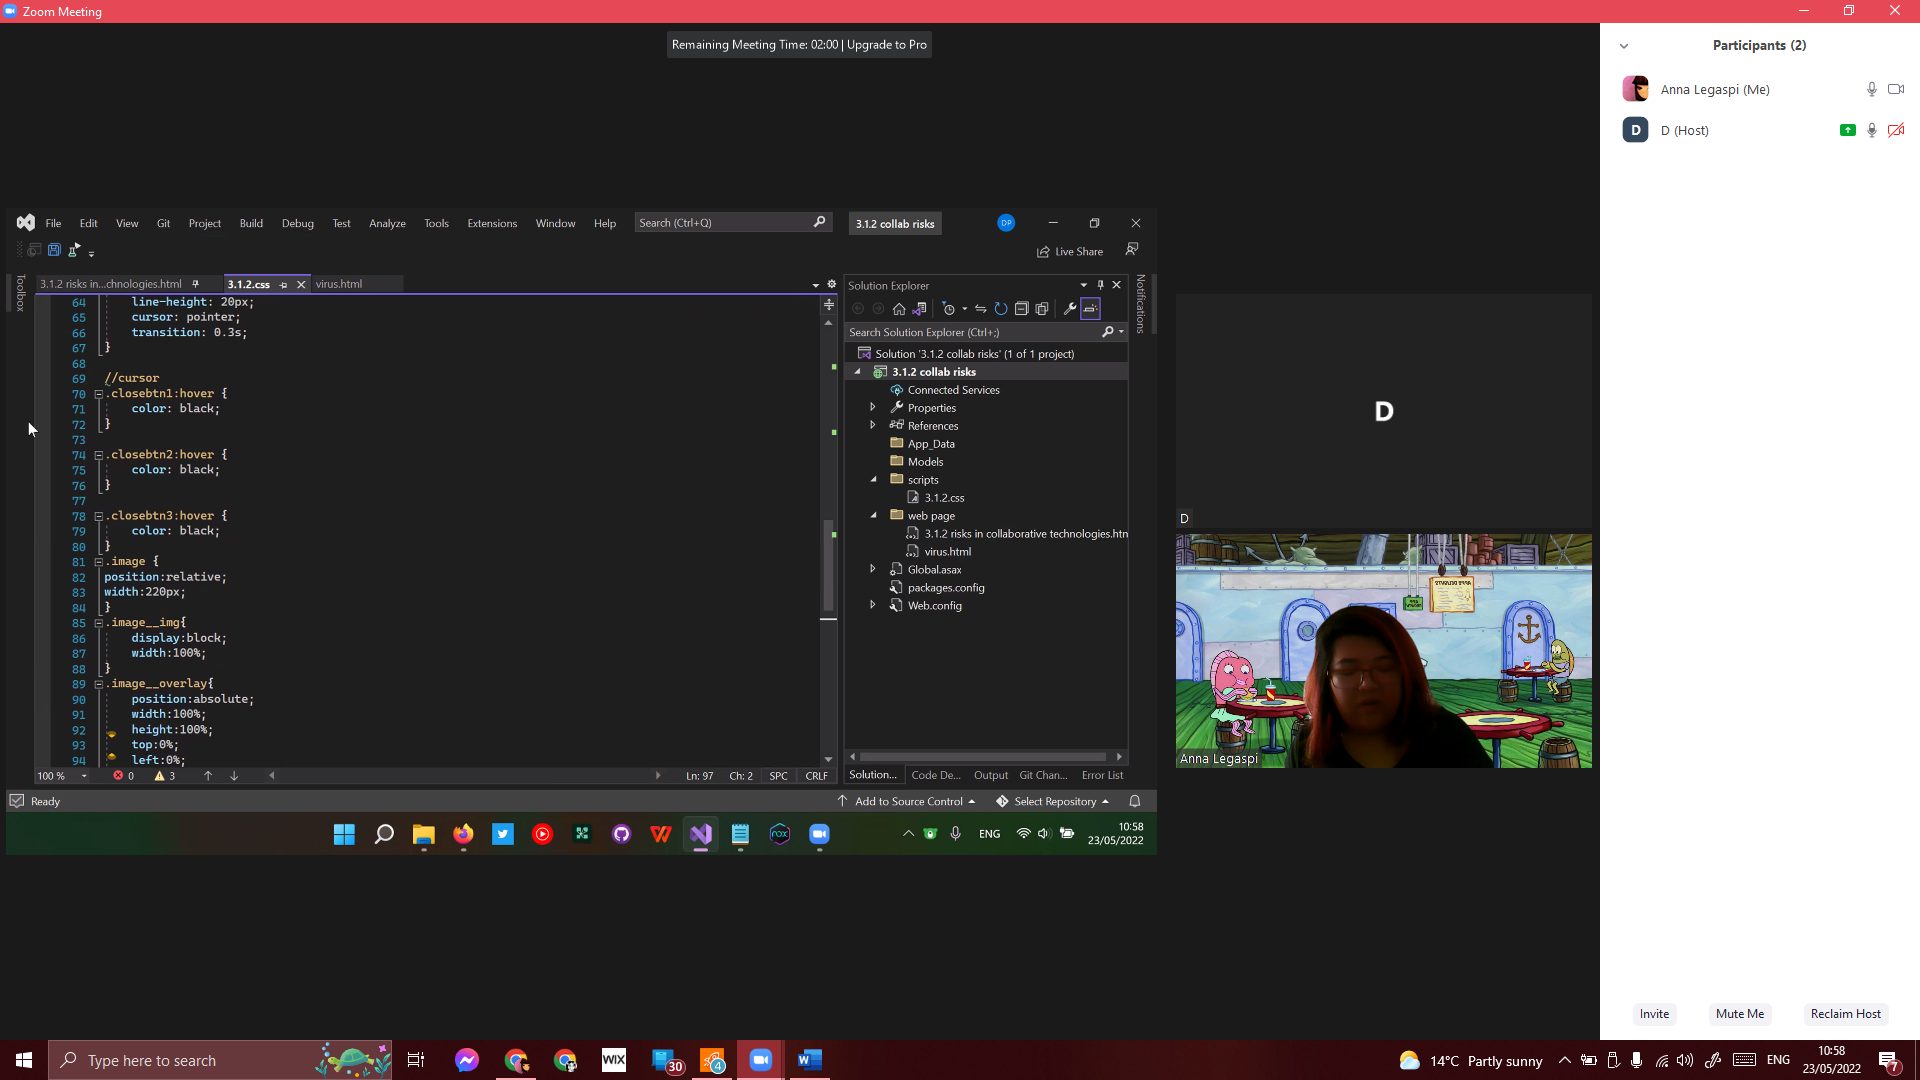 Zoom Meeting
Remaining Meeting Time: 02:00 | Upgrade to Pro
Participants (2)
Anna Legaspi (Me)
D D (Host)
File Edit View Git Project Build Debug Test Analyze Tools Extensions Window Help Search (Ctrl+Q) 3.1.2 collab risks DP
Live Share
Toolbox
3.1.2 risks in...chnologies.html 3.1.2.css virus.html
64 line-height: 20px;
65 cursor: pointer;
66 transition: 0.3s;
67 }
68
69 //cursor
70 .closebtn1:hover {
71 color: black;
72 }
73
74 .closebtn2:hover {
75 color: black;
76 }
77
78 .closebtn3:hover {
79 color: black;
80 }
81 .image {
82 position:relative;
83 width:220px;
84 }
85 .image__img{
86 display:block;
87 width:100%;
88 }
89 .image__overlay{
90 position:absolute;
91 width:100%;
92 height:100%;
93 top:0%;
94 left:0%;
100 % 0 3 Ln: 97 Ch: 2 SPC CRLF
Solution Explorer
Search Solution Explorer (Ctrl+;)
Solution '3.1.2 collab risks' (1 of 1 project)
3.1.2 collab risks
Connected Services
Properties
References
App_Data
Models
scripts
3.1.2.css
web page
3.1.2 risks in collaborative technologies.htn
virus.html
Global.asax
packages.config
Web.config
Solution... Code De... Output Git Chan... Error List
Notifications
Ready Add to Source Control Select Repository
nox ENG 10:58
23/05/2022
D
D
Anna Legaspi
Invite Mute Me Reclaim Host
Type here to search WIX 30 4 14°C Partly sunny ENG 10:58
23/05/2022 7